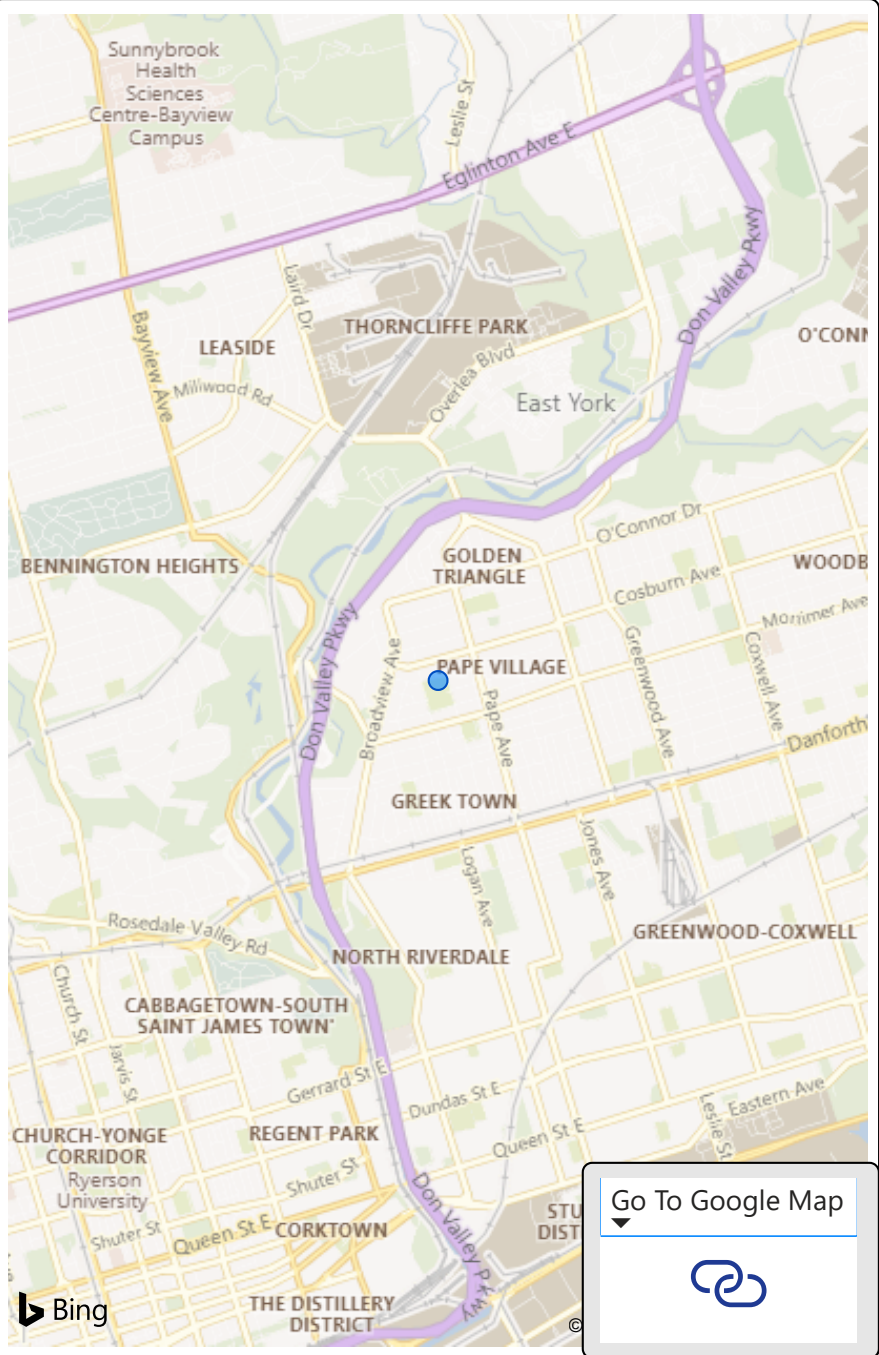 Sunnybrook
Health
Sciences
Centre-Bayview
Campus
Leslie St
Eglinton Ave E
Don Valley Pkwy
Laird Dr
THORNCLIFFE PARK
LEASIDE
O'CONN
Bayview Ave
Millwood Rd
Overlea Blvd
East York
O'Connor Dr
GOLDEN
TRIANGLE
BENNINGTON HEIGHTS
WOODB
Cosburn Ave
Mortimer Ave
Don Valley Pkwy
Broadview Ave
PAPE VILLAGE
Greenwood Ave
Coxwell Ave
Pape Ave
Danforth
GREEK TOWN
Logan Ave
Jones Ave
Rosedale Valley Rd
GREENWOOD-COXWELL
NORTH RIVERDALE
Church St
CABBAGETOWN-SOUTH
SAINT JAMES TOWN
Jarvis St
Gerrard St E
Dundas St E
Leslie St
Eastern Ave
CHURCH-YONGE
CORRIDOR
REGENT PARK
Queen St E
Ryerson
University
Shuter St
Don Valley Pkwy
Shuter St
Queen St E
CORKTOWN
STU
DIST
Go To Google Map
THE DISTILLERY
DISTRICT
Bing
©